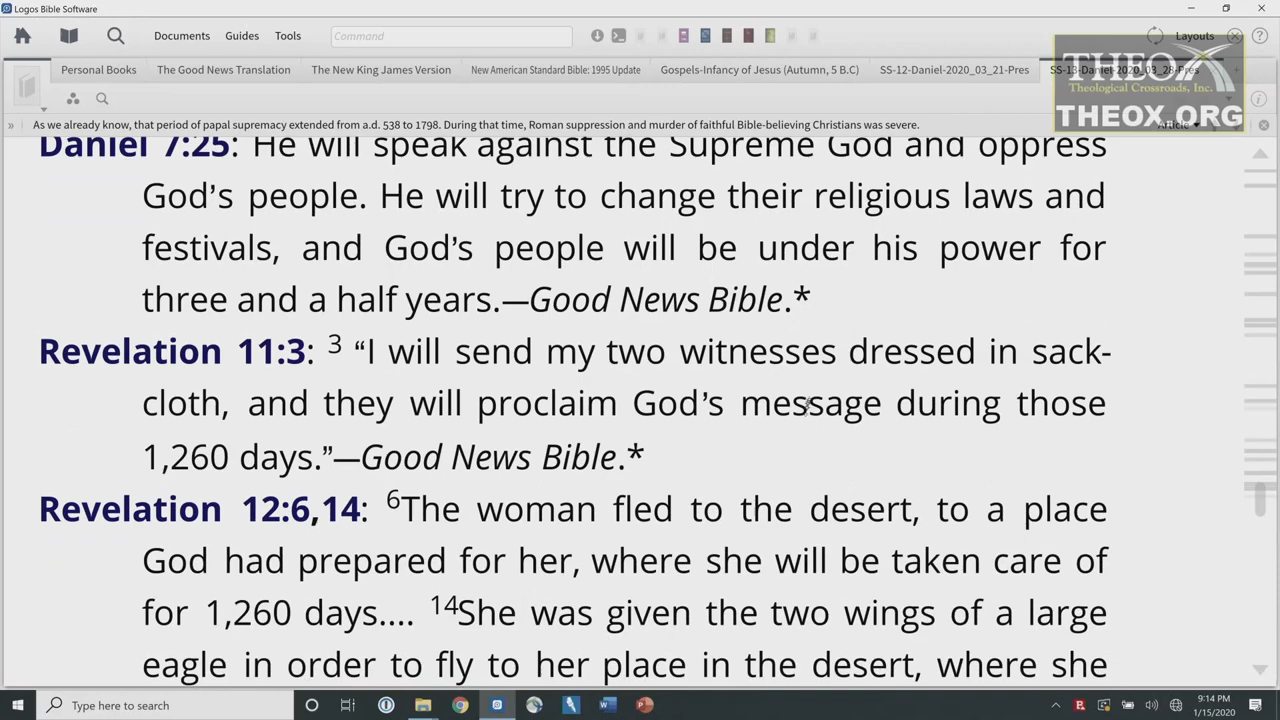 Logos Bible Software
Documents Guides Tools Command Layouts
Personal Books The Good News Translation The New King James Version New American Standard Bible: 1995 Update Gospels-Infancy of Jesus (Autumn, 5 B.C) SS-12-Daniel-2020_03_21-Pres SS-13-Daniel-2020_03_28-Pres
THEOX
Theological Crossroads, Inc.
THEOX.ORG
» As we already know, that period of papal supremacy extended from a.d. 538 to 1798. During that time, Roman suppression and murder of faithful Bible-believing Christians was severe. Article
Daniel 7:25: He will speak against the Supreme God and oppress
God's people. He will try to change their religious laws and
festivals, and God's people will be under his power for
three and a half years.—Good News Bible.*
Revelation 11:3: 3 “I will send my two witnesses dressed in sack-
cloth, and they will proclaim God's message during those
1,260 days.”—Good News Bible.*
Revelation 12:6,14: 6The woman fled to the desert, to a place
God had prepared for her, where she will be taken care of
for 1,260 days.... 14She was given the two wings of a large
eagle in order to fly to her place in the desert, where she
Type here to search
9:14 PM
1/15/2020